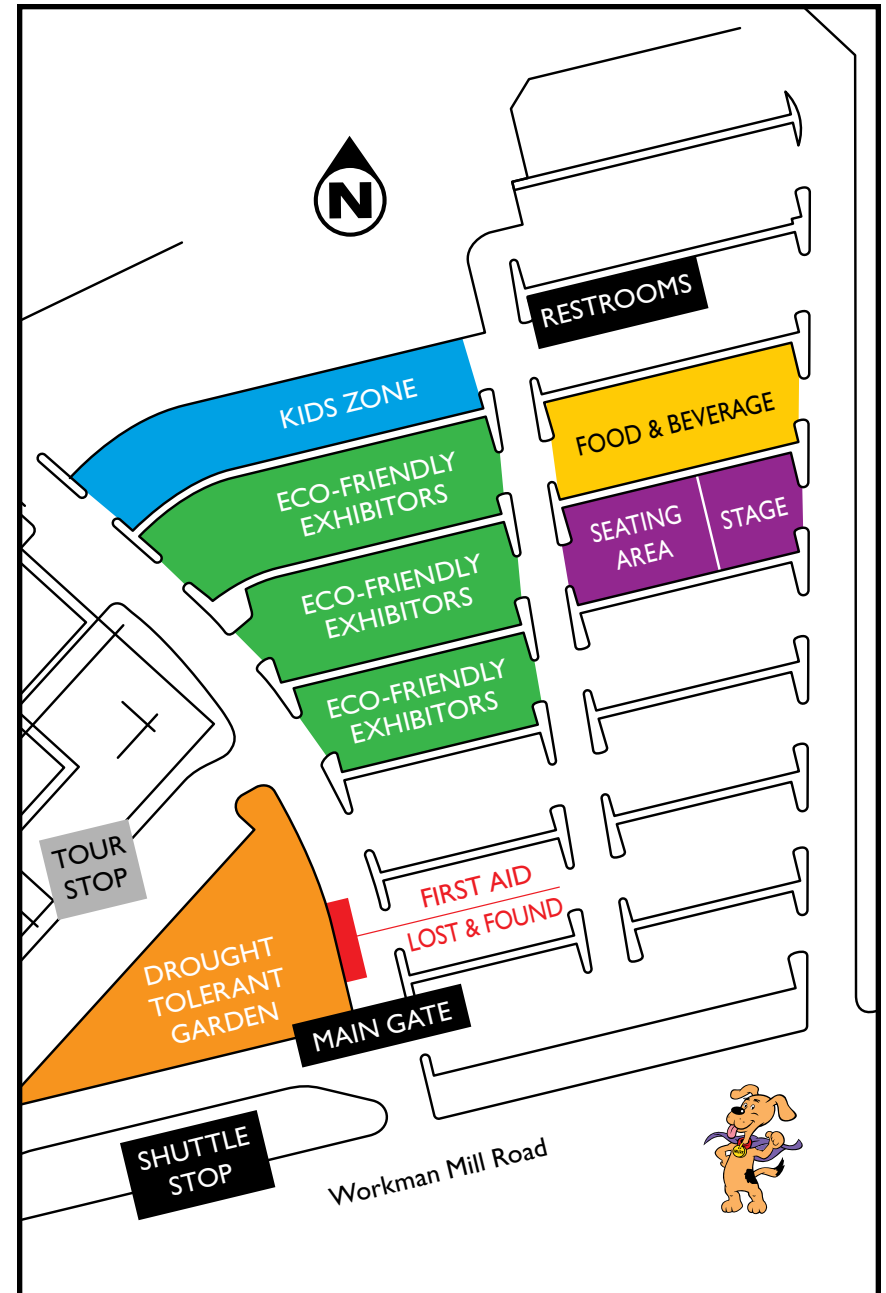 N
RESTROOMS
KIDS ZONE
FOOD & BEVERAGE
ECO-FRIENDLY
EXHIBITORS
SEATING
AREA
STAGE
ECO-FRIENDLY
EXHIBITORS
ECO-FRIENDLY
EXHIBITORS
TOUR
STOP
FIRST AID
LOST & FOUND
DROUGHT
TOLERANT
GARDEN
MAIN GATE
SHUTTLE
STOP
Workman Mill Road